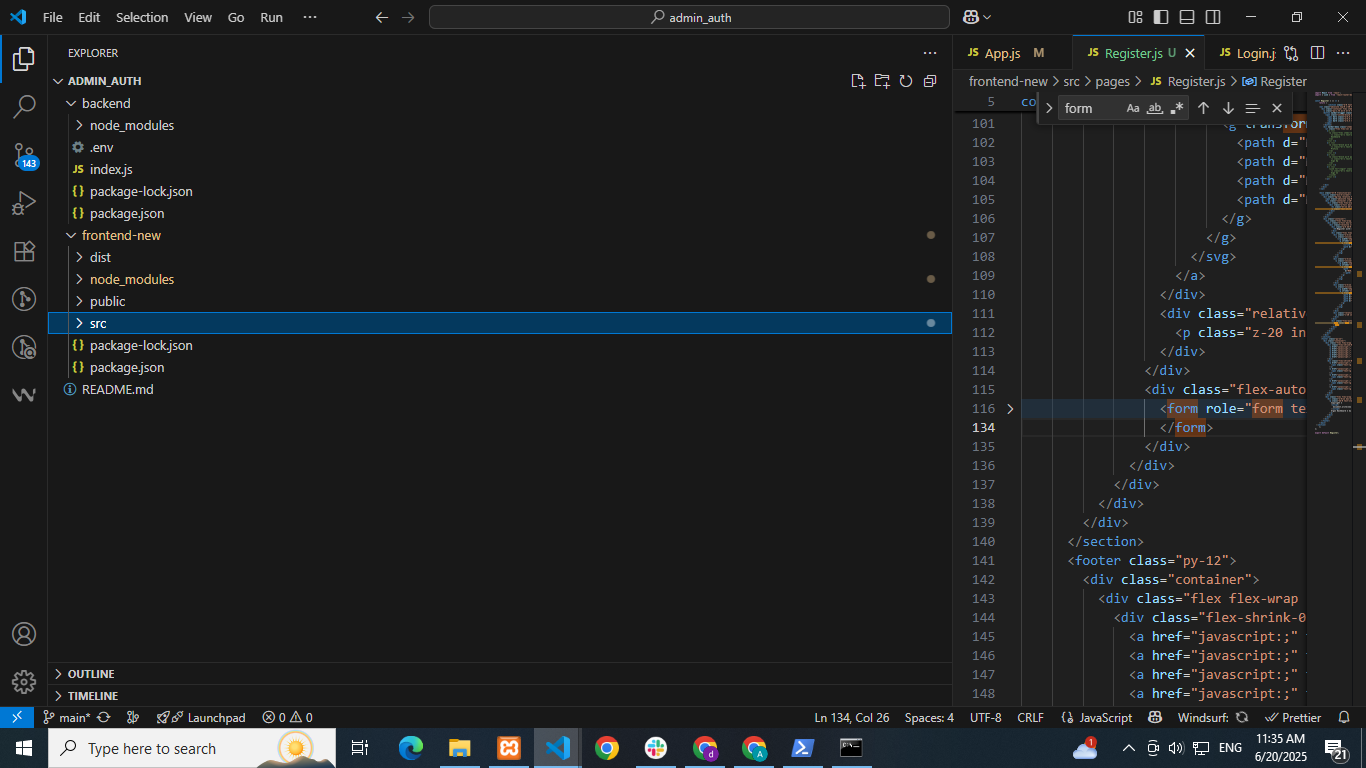 File Edit Selection View Go Run ··· admin_auth
EXPLORER
ADMIN_AUTH
backend
node_modules
.env
JS index.js
{} package-lock.json
{} package.json
frontend-new
dist
node_modules
public
src
{} package-lock.json
{} package.json
README.md
OUTLINE
TIMELINE
143
JS App.js M JS Register.js U JS Login.js
frontend-new > src > pages > JS Register.js > Register
form Aa ab .*
5 co
101 <g transform
102 <path d="
103 <path d="
104 <path d="
105 <path d="
106 </g>
107 </g>
108 </svg>
109 </a>
110 </div>
111 <div class="relativ
112 <p class="z-20 in
113 </div>
114 </div>
115 <div class="flex-auto
116 <form role="form te
134 </form>
135 </div>
136 </div>
137 </div>
138 </div>
139 </div>
140 </section>
141 <footer class="py-12">
142 <div class="container">
143 <div class="flex flex-wrap
144 <div class="flex-shrink-0
145 <a href="javascript:;"
146 <a href="javascript:;"
147 <a href="javascript:;"
148 <a href="javascript:;"
main* Launchpad 0 0 Ln 134, Col 26 Spaces: 4 UTF-8 CRLF {} JavaScript Windsurf: Prettier
Type here to search 1 ENG 11:35 AM
6/20/2025 21